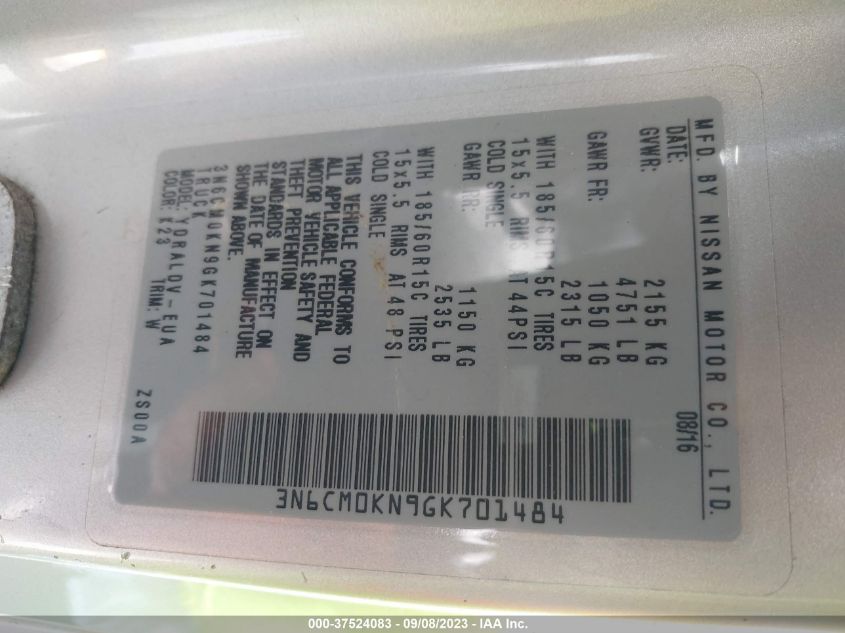 MFD. BY NISSAN MOTOR CO., LTD.
DATE: 08/16
GVWR: 2155 KG
4751 LB
GAWR FR: 1050 KG
2315 LB
WITH 185/60R15C TIRES
15x5.5 RIMS AT 44PSI
COLD SINGLE
GAWR RR: 1150 KG
2535 LB
WITH 185/60R15C TIRES
15x5.5 RIMS AT 48 PSI
COLD SINGLE
THIS VEHICLE CONFORMS TO
ALL APPLICABLE FEDERAL
MOTOR VEHICLE SAFETY AND
THEFT PREVENTION
STANDARDS IN EFFECT ON
THE DATE OF MANUFACTURE
SHOWN ABOVE.
3N6CM0KN9GK701484
TRUCK
MODEL: YDRALDV-EUA
COLOR: K23 TRIM: W
ZS00A
3N6CM0KN9GK701484
000-37524083 - 09/08/2023 - IAA Inc.